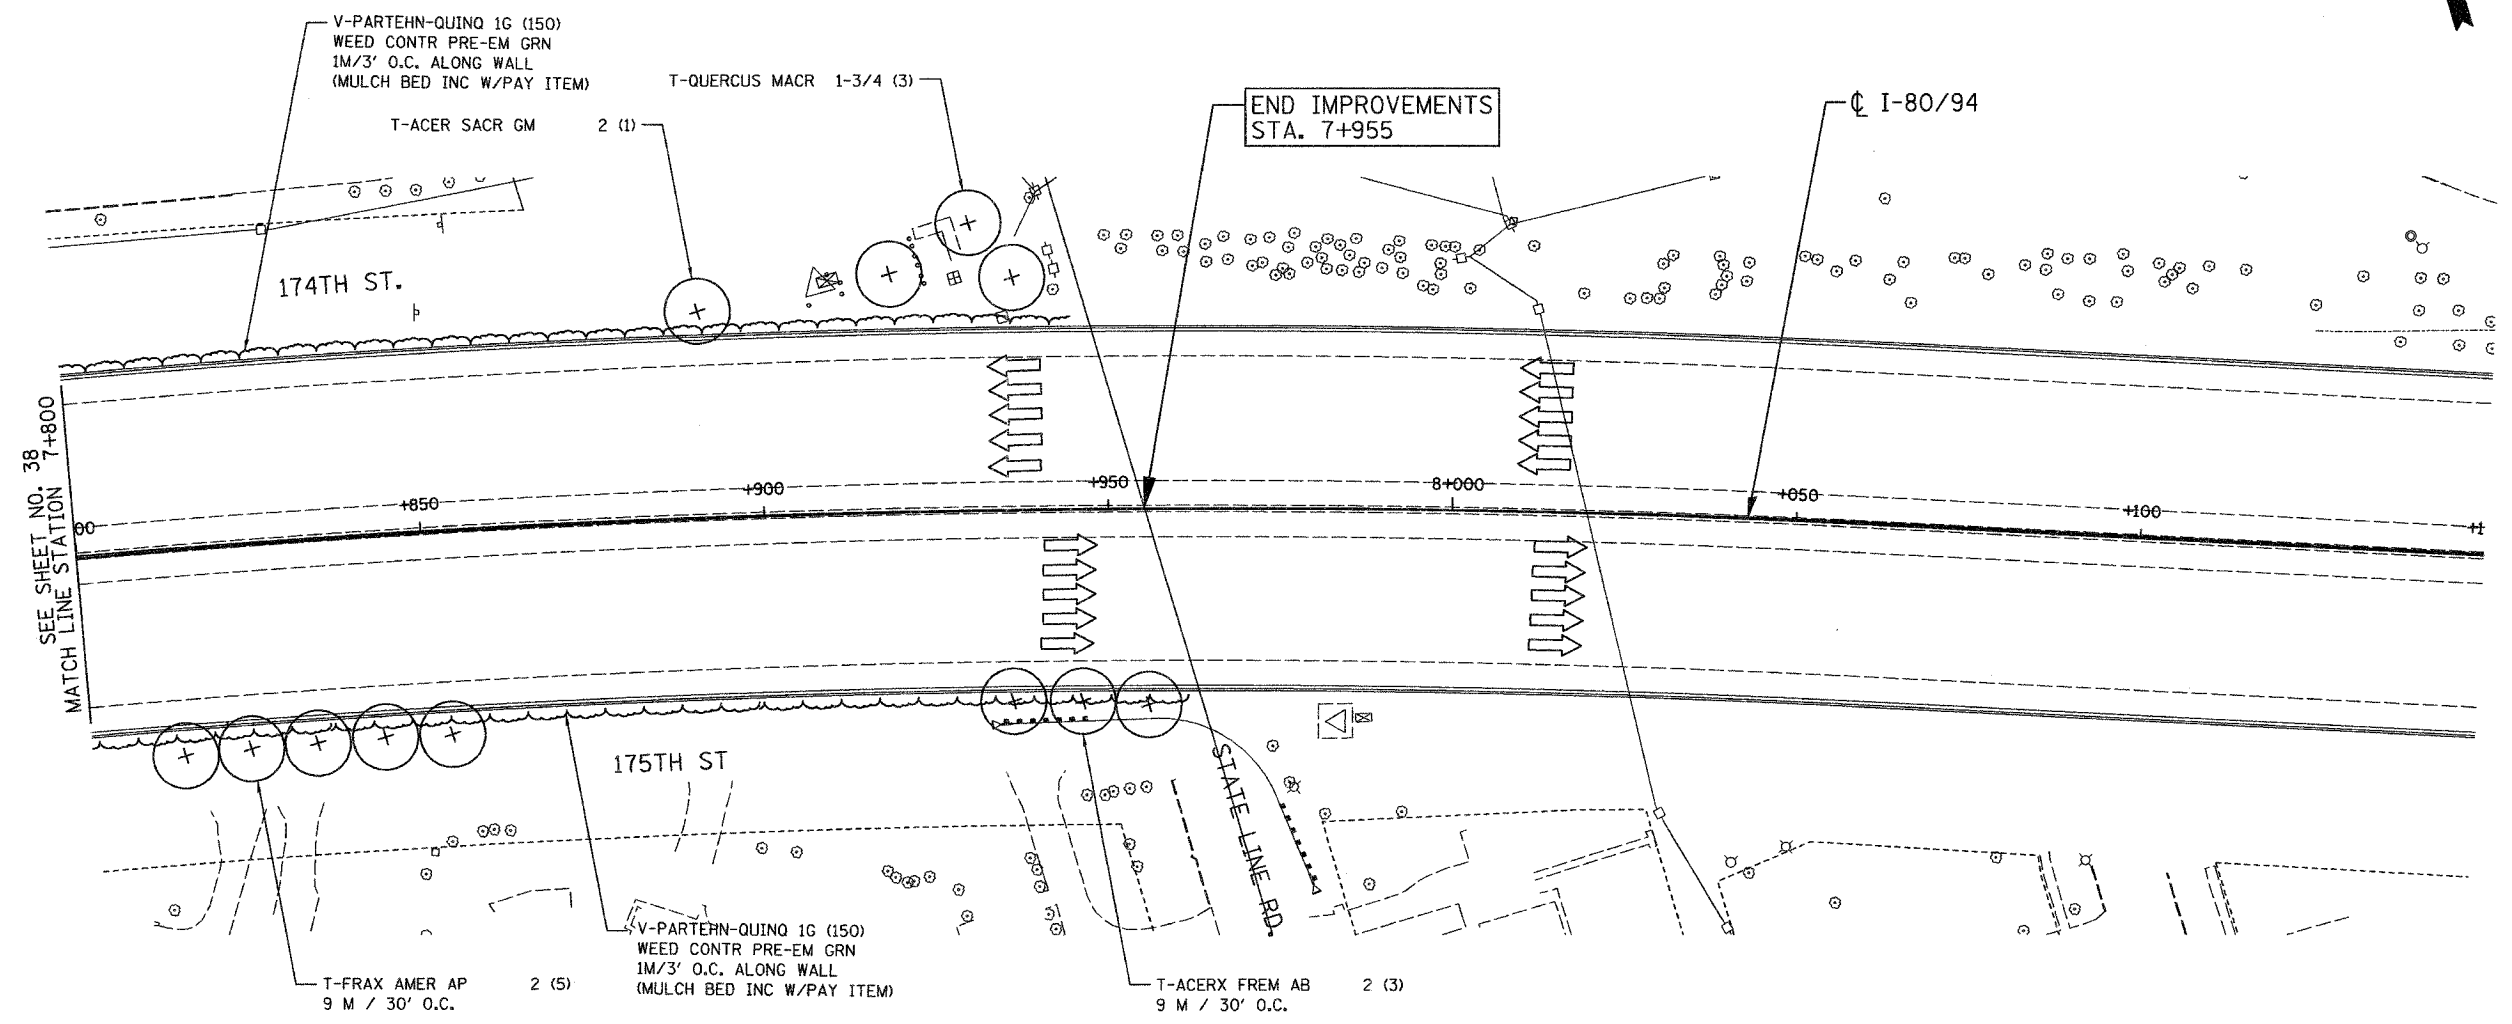 V-PARTEHN-QUINQ 1G (150)
WEED CONTR PRE-EM GRN
1M/3' O.C. ALONG WALL
(MULCH BED INC W/PAY ITEM)
T-QUERCUS MACR 1-3/4 (3)
T-ACER SACR GM 2 (1)
END IMPROVEMENTS
STA. 7+955
℄ I-80/94
174TH ST.
SEE SHEET NO. 38
MATCH LINE STATION 7+800
00
+850
+900
+950
8+000
+050
+100
+1
175TH ST
STATE LINE RD
V-PARTEHN-QUINQ 1G (150)
WEED CONTR PRE-EM GRN
1M/3' O.C. ALONG WALL
(MULCH BED INC W/PAY ITEM)
T-FRAX AMER AP 2 (5)
9 M / 30' O.C.
T-ACERX FREM AB 2 (3)
9 M / 30' O.C.